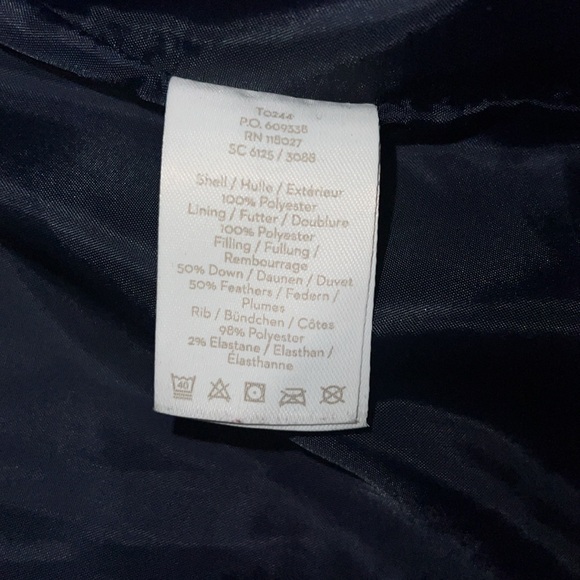 T0244
P.O. 609338
RN 118027
SC 6125 / 3088
Shell / Hulle / Extérieur
100% Polyester
Lining / Futter / Doublure
100% Polyester
Filling / Fullung /
Rembourrage
50% Down / Daunen / Duvet
50% Feathers / Federn /
Plumes
Rib / Bündchen / Côtes
98% Polyester
2% Elastane / Elasthan /
Élasthanne
40